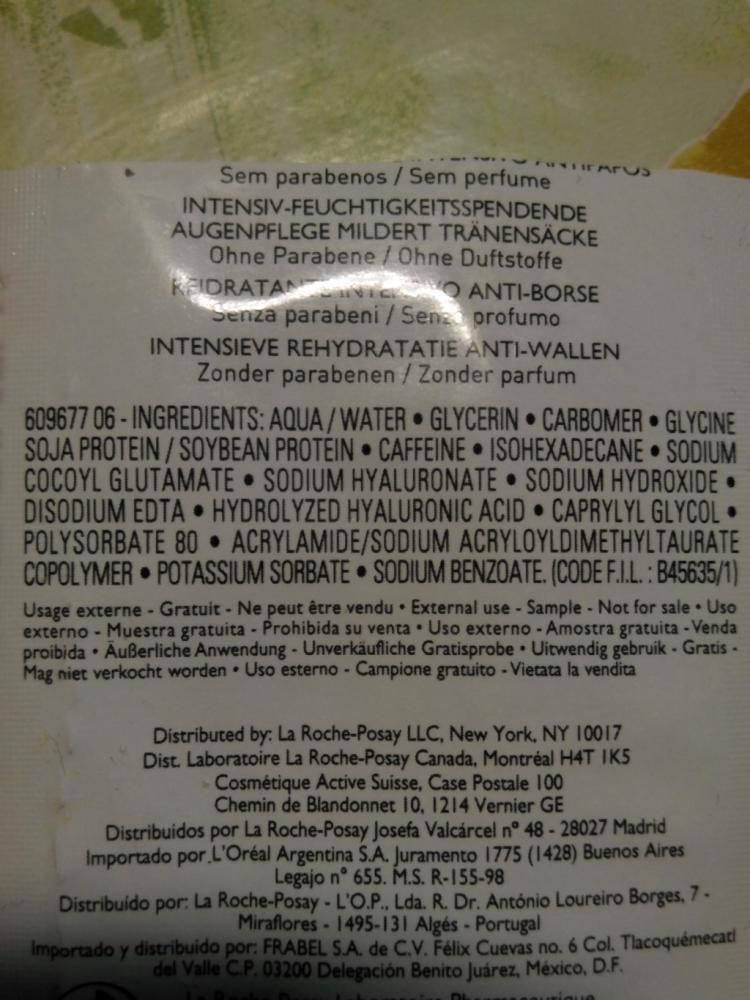 ANTIPAPOS
Sem parabenos / Sem perfume
INTENSIV-FEUCHTIGKEITSSPENDENDE
AUGENPFLEGE MILDERT TRÄNENSÄCKE
Ohne Parabene / Ohne Duftstoffe
REIDRATANTE INTENSIVO ANTI-BORSE
Senza parabeni / Senza profumo
INTENSIEVE REHYDRATATIE ANTI-WALLEN
Zonder parabenen / Zonder parfum
609677 06 - INGREDIENTS: AQUA / WATER • GLYCERIN • CARBOMER • GLYCINE
SOJA PROTEIN / SOYBEAN PROTEIN • CAFFEINE • ISOHEXADECANE • SODIUM
COCOYL GLUTAMATE • SODIUM HYALURONATE • SODIUM HYDROXIDE •
DISODIUM EDTA • HYDROLYZED HYALURONIC ACID • CAPRYLYL GLYCOL •
POLYSORBATE 80 • ACRYLAMIDE/SODIUM ACRYLOYLDIMETHYLTAURATE
COPOLYMER • POTASSIUM SORBATE • SODIUM BENZOATE. (CODE F.I.L. : B45635/1)
Usage externe - Gratuit - Ne peut être vendu • External use - Sample - Not for sale • Uso
externo - Muestra gratuita - Prohibida su venta • Uso externo - Amostra gratuita - Venda
proibida • Äußerliche Anwendung - Unverkäufliche Gratisprobe • Uitwendig gebruik - Gratis -
Mag niet verkocht worden • Uso esterno - Campione gratuito - Vietata la vendita
Distributed by: La Roche-Posay LLC, New York, NY 10017
Dist. Laboratoire La Roche-Posay Canada, Montréal H4T 1K5
Cosmétique Active Suisse, Case Postale 100
Chemin de Blandonnet 10, 1214 Vernier GE
Distribuidos por La Roche-Posay Josefa Valcárcel nº 48 - 28027 Madrid
Importado por L'Oréal Argentina S.A. Juramento 1775 (1428) Buenos Aires
Legajo nº 655. M.S. R-155-98
Distribuído por: La Roche-Posay - L'O.P., Lda. R. Dr. António Loureiro Borges, 7 -
Miraflores - 1495-131 Algés - Portugal
Importado y distribuido por: FRABEL S.A. de C.V. Félix Cuevas no. 6 Col. Tlacoquémecatl
del Valle C.P. 03200 Delegación Benito Juárez, México, D.F.